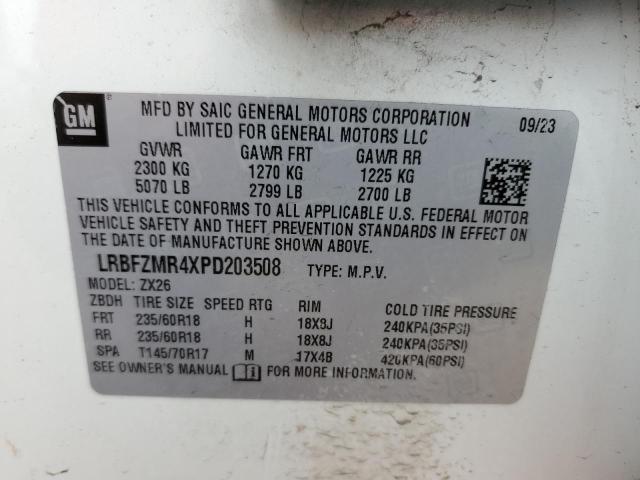 GM
MFD BY SAIC GENERAL MOTORS CORPORATION
LIMITED FOR GENERAL MOTORS LLC
09/23
GVWR GAWR FRT GAWR RR
2300 KG 1270 KG 1225 KG
5070 LB 2799 LB 2700 LB
THIS VEHICLE CONFORMS TO ALL APPLICABLE U.S. FEDERAL MOTOR
VEHICLE SAFETY AND THEFT PREVENTION STANDARDS IN EFFECT ON
THE DATE OF MANUFACTURE SHOWN ABOVE.
LRBFZMR4XPD203508 TYPE: M.P.V.
MODEL: ZX26
ZBDH TIRE SIZE SPEED RTG RIM COLD TIRE PRESSURE
FRT 235/60R18 H 18X8J 240KPA(35PSI)
RR 235/60R18 H 18X8J 240KPA(35PSI)
SPA T145/70R17 M 17X4B 420KPA(60PSI)
SEE OWNER'S MANUAL FOR MORE INFORMATION.